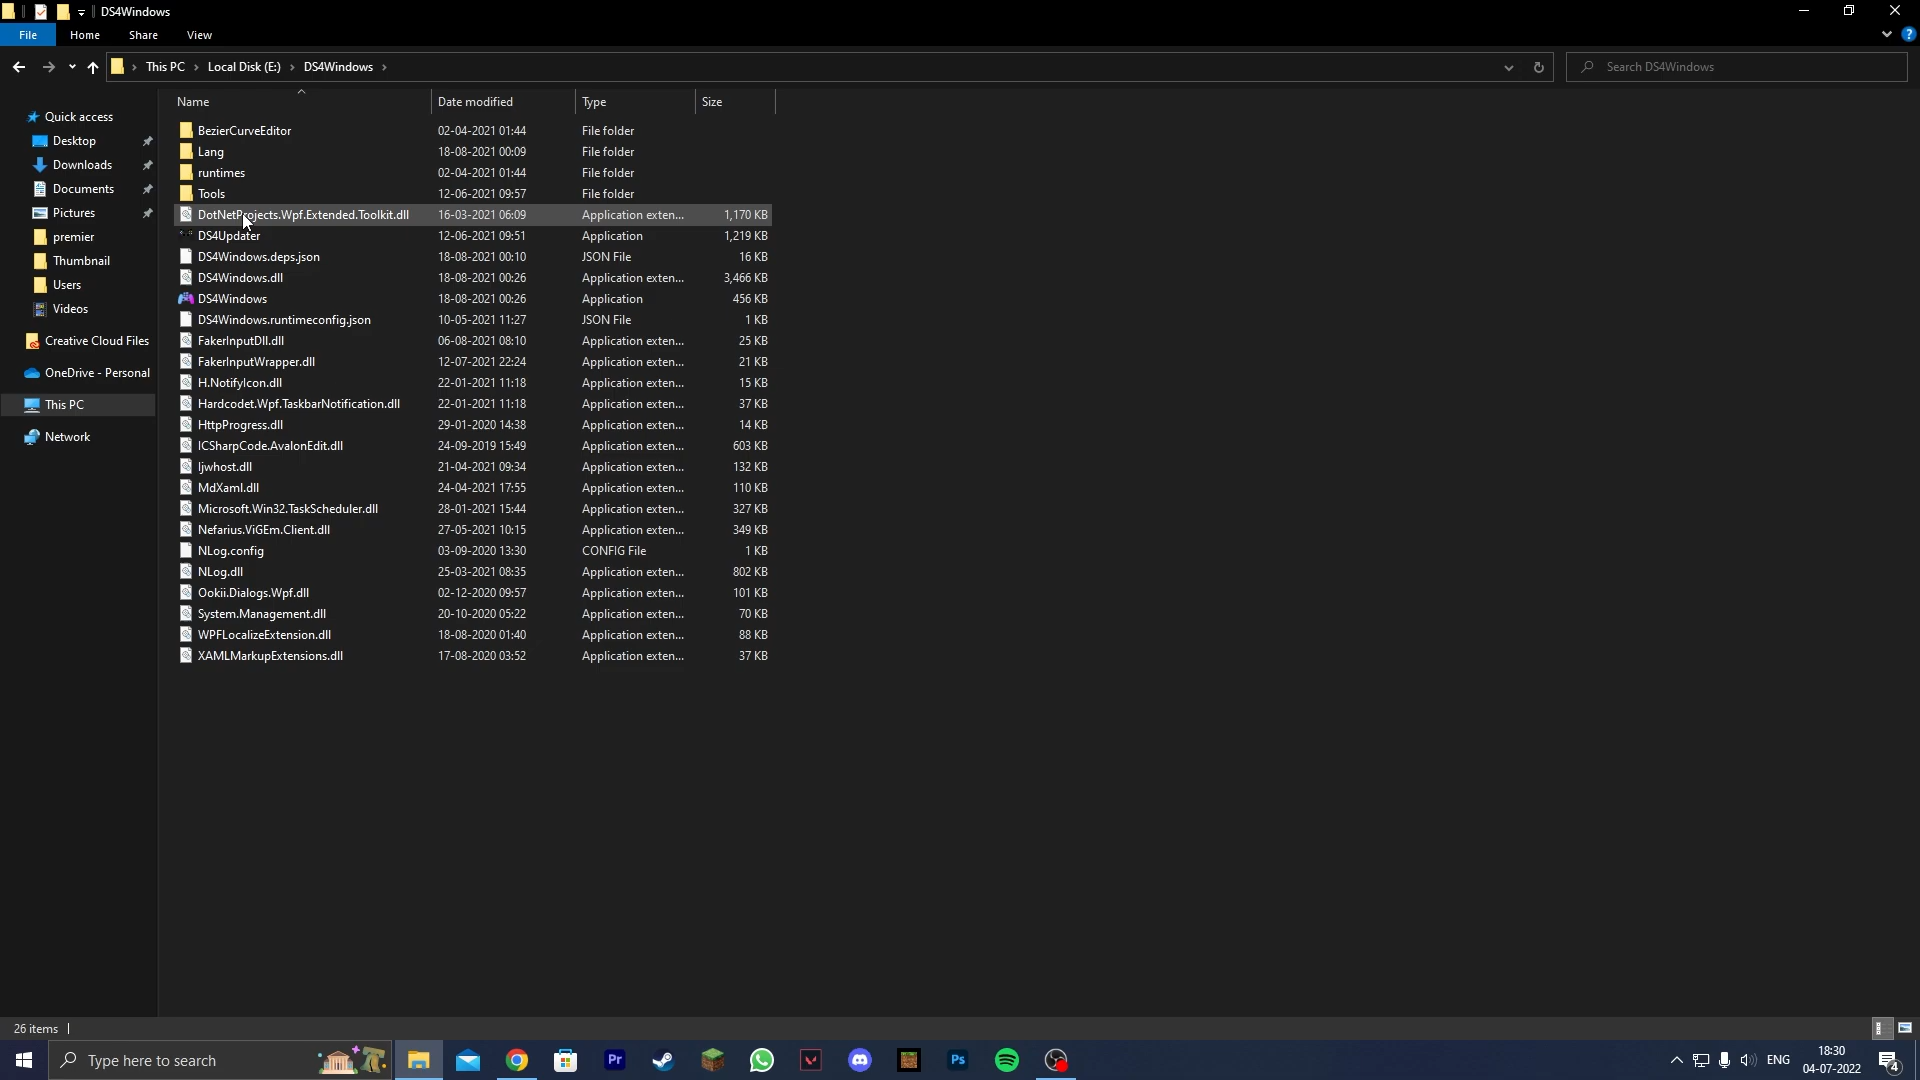 DS4Windows
File Home Share View
This PC Local Disk (E:) DS4Windows Search DS4Windows
Name Date modified Type Size
Quick access
Desktop
Downloads
Documents
Pictures
premier
Thumbnail
Users
Videos
Creative Cloud Files
OneDrive - Personal
This PC
Network
BezierCurveEditor 02-04-2021 01:44 File folder
Lang 18-08-2021 00:09 File folder
runtimes 02-04-2021 01:44 File folder
Tools 12-06-2021 09:57 File folder
DotNetProjects.Wpf.Extended.Toolkit.dll 16-03-2021 06:09 Application exten... 1,170 KB
DS4Updater 12-06-2021 09:51 Application 1,219 KB
DS4Windows.deps.json 18-08-2021 00:10 JSON File 16 KB
DS4Windows.dll 18-08-2021 00:26 Application exten... 3,466 KB
DS4Windows 18-08-2021 00:26 Application 456 KB
DS4Windows.runtimeconfig.json 10-05-2021 11:27 JSON File 1 KB
FakerInputDll.dll 06-08-2021 08:10 Application exten... 25 KB
FakerInputWrapper.dll 12-07-2021 22:24 Application exten... 21 KB
H.NotifyIcon.dll 22-01-2021 11:18 Application exten... 15 KB
Hardcodet.Wpf.TaskbarNotification.dll 22-01-2021 11:18 Application exten... 37 KB
HttpProgress.dll 29-01-2020 14:38 Application exten... 14 KB
ICSharpCode.AvalonEdit.dll 24-09-2019 15:49 Application exten... 603 KB
Ijwhost.dll 21-04-2021 09:34 Application exten... 132 KB
MdXaml.dll 24-04-2021 17:55 Application exten... 110 KB
Microsoft.Win32.TaskScheduler.dll 28-01-2021 15:44 Application exten... 327 KB
Nefarius.ViGEm.Client.dll 27-05-2021 10:15 Application exten... 349 KB
NLog.config 03-09-2020 13:30 CONFIG File 1 KB
NLog.dll 25-03-2021 08:35 Application exten... 802 KB
Ookii.Dialogs.Wpf.dll 02-12-2020 09:57 Application exten... 101 KB
System.Management.dll 20-10-2020 05:22 Application exten... 70 KB
WPFLocalizeExtension.dll 18-08-2020 01:40 Application exten... 88 KB
XAMLMarkupExtensions.dll 17-08-2020 03:52 Application exten... 37 KB
26 items
Type here to search Pr Ps ENG 18:30
04-07-2022 4